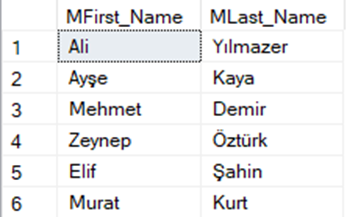 MFirst_Name MLast_Name
1 Ali Yılmazer
2 Ayşe Kaya
3 Mehmet Demir
4 Zeynep Öztürk
5 Elif Şahin
6 Murat Kurt